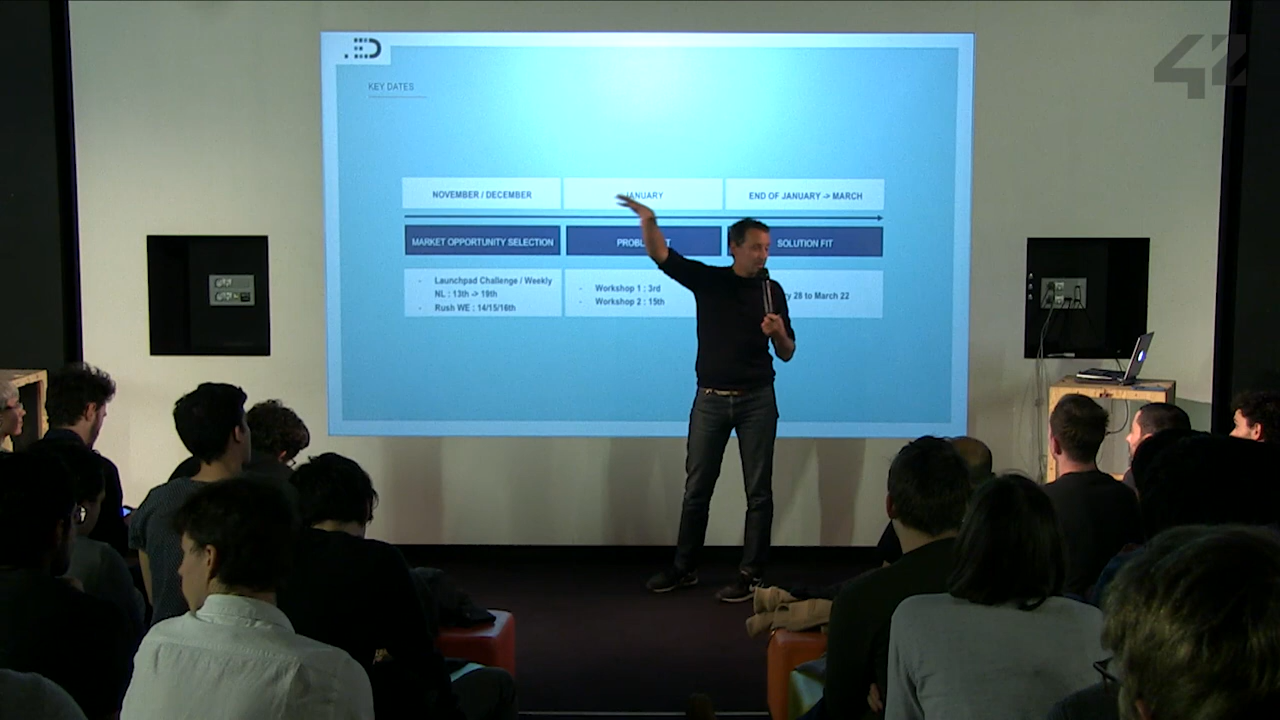 42
KEY DATES
NOVEMBER / DECEMBER
JANUARY
END OF JANUARY -> MARCH
MARKET OPPORTUNITY SELECTION
SOLUTION FIT
- Launchpad Challenge / Weekly
NL : 13th -> 19th
- Rush WE : 14/15/16th
- Workshop 1 : 3rd
- Workshop 2 : 15th
28 to March 22